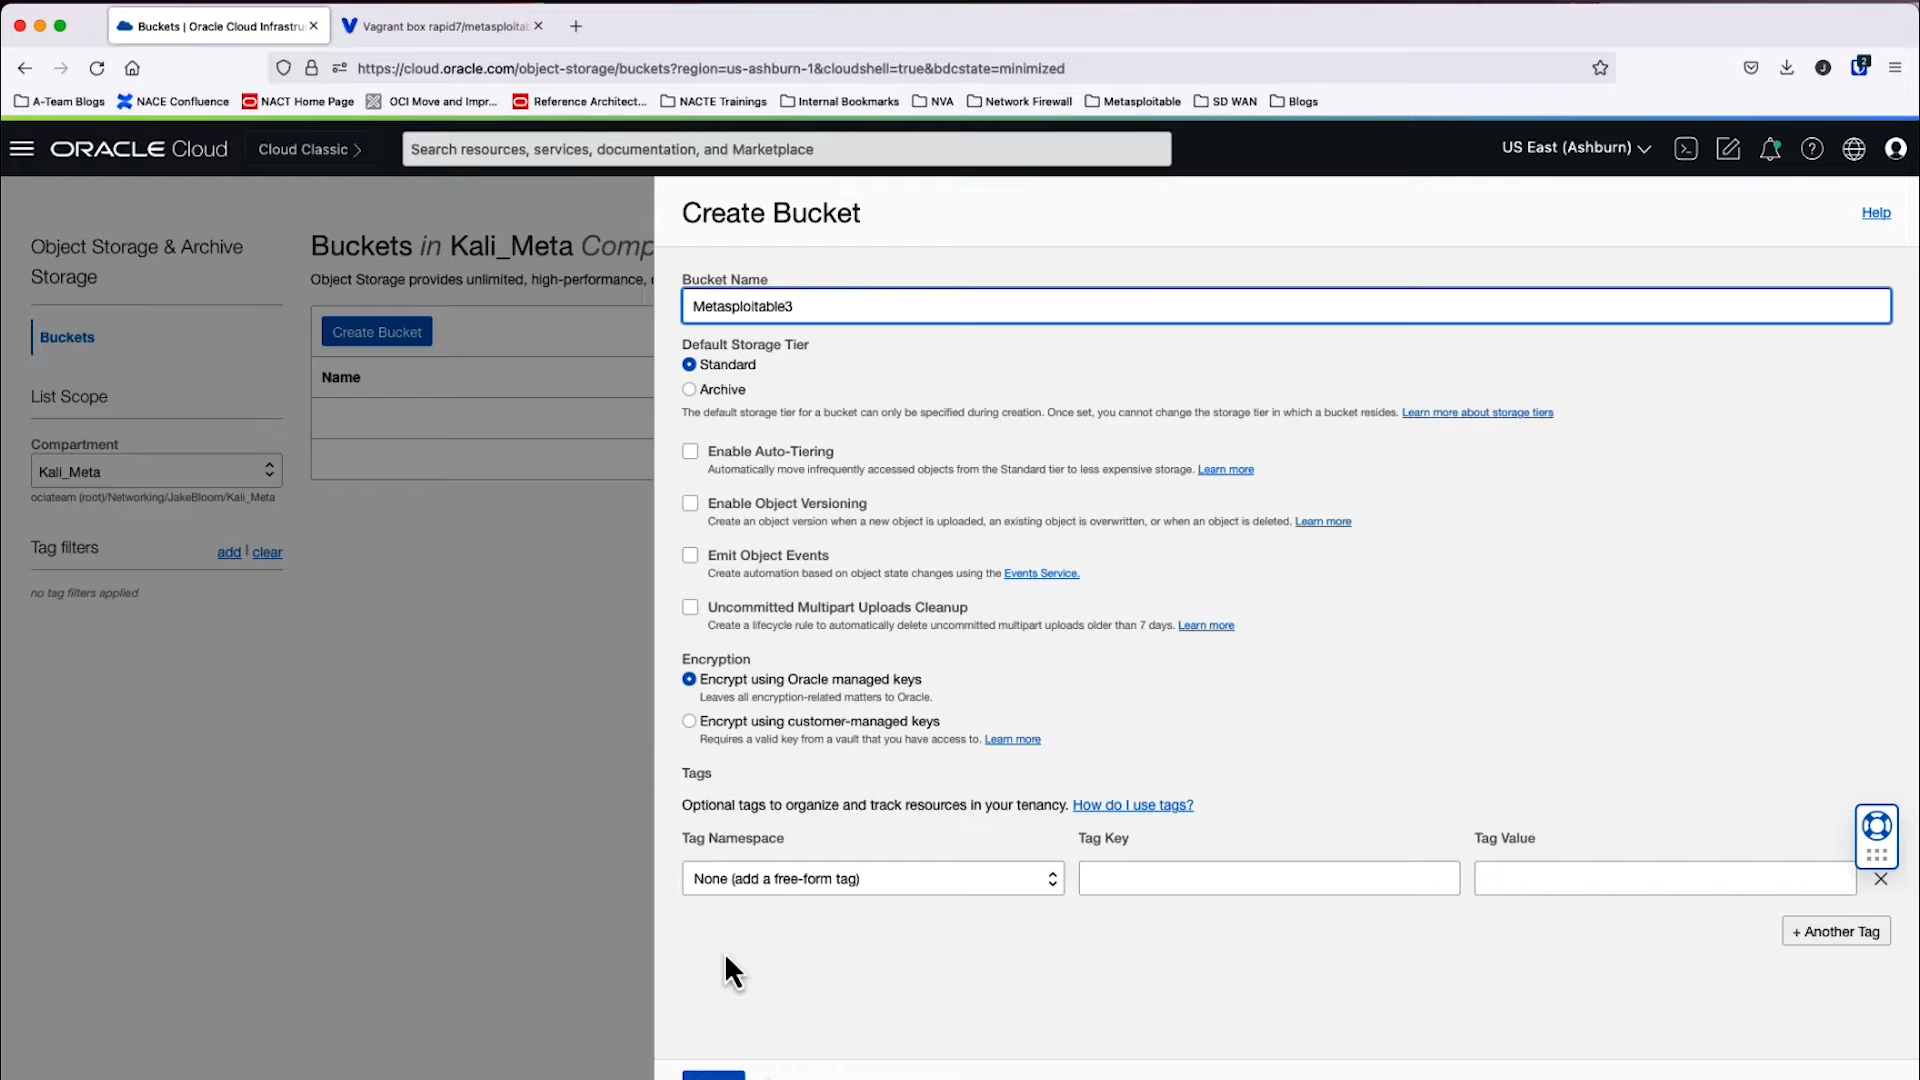 Buckets | Oracle Cloud Infrastru
Vagrant box rapid7/metasploitab
https://cloud.oracle.com/object-storage/buckets?region=us-ashburn-1&cloudshell=true&bdcstate=minimized
2
A-Team Blogs
NACE Confluence
NACT Home Page
OCI Move and Impr...
Reference Architect...
NACTE Trainings
Internal Bookmarks
NVA
Network Firewall
Metasploitable
SD WAN
Blogs
ORACLE Cloud
Cloud Classic >
Search resources, services, documentation, and Marketplace
US East (Ashburn)
Object Storage & Archive
Storage
Buckets
List Scope
Compartment
Kali_Meta
ociateam (root)/Networking/JakeBloom/Kali_Meta
Tag filters
add | clear
no tag filters applied
Buckets in Kali_Meta Comp
Object Storage provides unlimited, high-performance,
Create Bucket
Name
Create Bucket
Help
Bucket Name
Metasploitable3
Default Storage Tier
Standard
Archive
The default storage tier for a bucket can only be specified during creation. Once set, you cannot change the storage tier in which a bucket resides. Learn more about storage tiers
Enable Auto-Tiering
Automatically move infrequently accessed objects from the Standard tier to less expensive storage. Learn more
Enable Object Versioning
Create an object version when a new object is uploaded, an existing object is overwritten, or when an object is deleted. Learn more
Emit Object Events
Create automation based on object state changes using the Events Service.
Uncommitted Multipart Uploads Cleanup
Create a lifecycle rule to automatically delete uncommitted multipart uploads older than 7 days. Learn more
Encryption
Encrypt using Oracle managed keys
Leaves all encryption-related matters to Oracle.
Encrypt using customer-managed keys
Requires a valid key from a vault that you have access to. Learn more
Tags
Optional tags to organize and track resources in your tenancy. How do I use tags?
Tag Namespace
Tag Key
Tag Value
None (add a free-form tag)
+ Another Tag